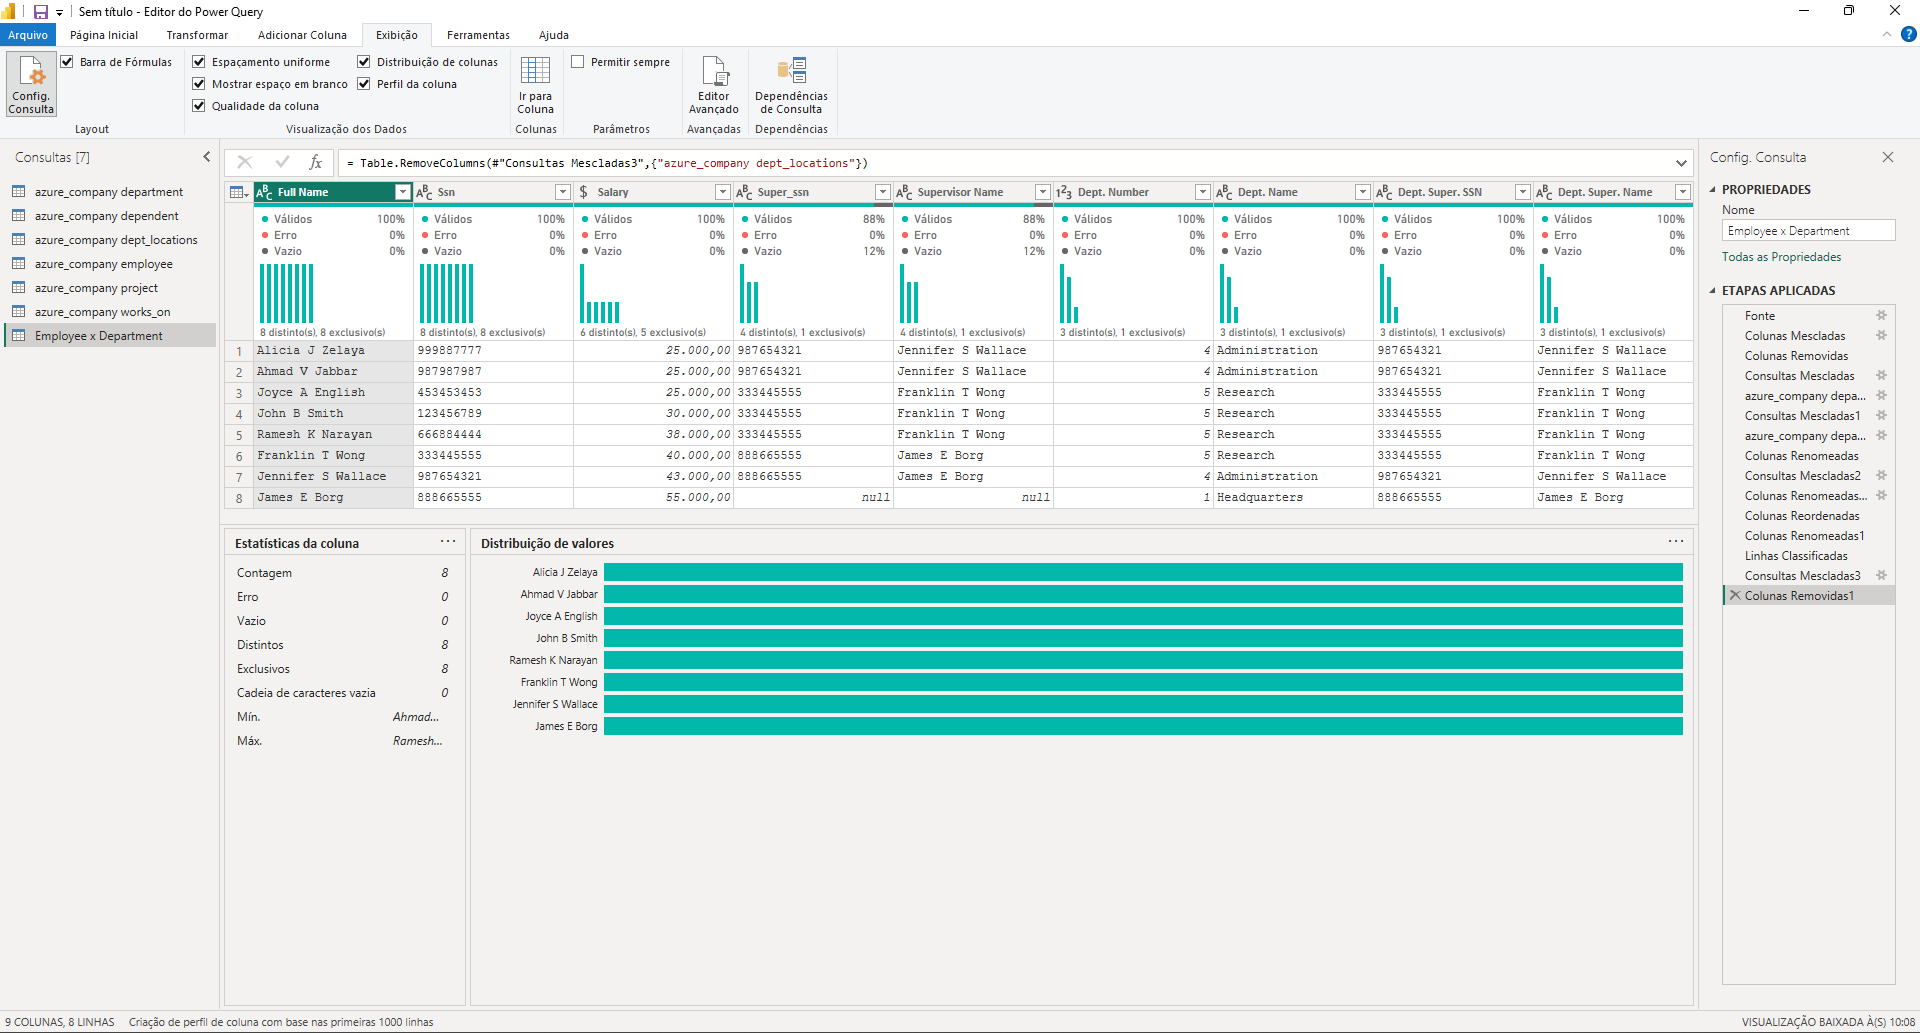 Sem título - Editor do Power Query
Arquivo Página Inicial Transformar Adicionar Coluna Exibição Ferramentas Ajuda
Config. Consulta
Barra de Fórmulas
Layout
Espaçamento uniforme
Mostrar espaço em branco
Qualidade da coluna
Distribuição de colunas
Perfil da coluna
Visualização dos Dados
Ir para Coluna
Colunas
Permitir sempre
Parâmetros
Editor Avançado
Avançadas
Dependências de Consulta
Dependências
Consultas [7]
azure_company department
azure_company dependent
azure_company dept_locations
azure_company employee
azure_company project
azure_company works_on
Employee x Department
fx = Table.RemoveColumns(#"Consultas Mescladas3",{"azure_company dept_locations"})
ABC Full Name ABC Ssn $ Salary ABC Super_ssn ABC Supervisor Name 123 Dept. Number ABC Dept. Name ABC Dept. Super. SSN ABC Dept. Super. Name
Válidos 100% Válidos 100% Válidos 100% Válidos 88% Válidos 88% Válidos 100% Válidos 100% Válidos 100% Válidos 100%
Erro 0% Erro 0% Erro 0% Erro 0% Erro 0% Erro 0% Erro 0% Erro 0% Erro 0%
Vazio 0% Vazio 0% Vazio 0% Vazio 12% Vazio 12% Vazio 0% Vazio 0% Vazio 0% Vazio 0%
8 distinto(s), 8 exclusivo(s) 8 distinto(s), 8 exclusivo(s) 6 distinto(s), 5 exclusivo(s) 4 distinto(s), 1 exclusivo(s) 4 distinto(s), 1 exclusivo(s) 3 distinto(s), 1 exclusivo(s) 3 distinto(s), 1 exclusivo(s) 3 distinto(s), 1 exclusivo(s) 3 distinto(s), 1 exclusivo(s)
1 Alicia J Zelaya 999887777 25.000,00 987654321 Jennifer S Wallace 4 Administration 987654321 Jennifer S Wallace
2 Ahmad V Jabbar 987987987 25.000,00 987654321 Jennifer S Wallace 4 Administration 987654321 Jennifer S Wallace
3 Joyce A English 453453453 25.000,00 333445555 Franklin T Wong 5 Research 333445555 Franklin T Wong
4 John B Smith 123456789 30.000,00 333445555 Franklin T Wong 5 Research 333445555 Franklin T Wong
5 Ramesh K Narayan 666884444 38.000,00 333445555 Franklin T Wong 5 Research 333445555 Franklin T Wong
6 Franklin T Wong 333445555 40.000,00 888665555 James E Borg 5 Research 333445555 Franklin T Wong
7 Jennifer S Wallace 987654321 43.000,00 888665555 James E Borg 4 Administration 987654321 Jennifer S Wallace
8 James E Borg 888665555 55.000,00 null null 1 Headquarters 888665555 James E Borg
Estatísticas da coluna ...
Contagem 8
Erro 0
Vazio 0
Distintos 8
Exclusivos 8
Cadeia de caracteres vazia 0
Mín. Ahmad...
Máx. Ramesh...
Distribuição de valores ...
Alicia J Zelaya
Ahmad V Jabbar
Joyce A English
John B Smith
Ramesh K Narayan
Franklin T Wong
Jennifer S Wallace
James E Borg
Config. Consulta
PROPRIEDADES
Nome
Employee x Department
Todas as Propriedades
ETAPAS APLICADAS
Fonte
Colunas Mescladas
Colunas Removidas
Consultas Mescladas
azure_company depa...
Consultas Mescladas1
azure_company depa...
Colunas Renomeadas
Consultas Mescladas2
Colunas Renomeadas...
Colunas Reordenadas
Colunas Renomeadas1
Linhas Classificadas
Consultas Mescladas3
Colunas Removidas1
9 COLUNAS, 8 LINHAS Criação de perfil de coluna com base nas primeiras 1000 linhas
VISUALIZAÇÃO BAIXADA À(S) 10:08